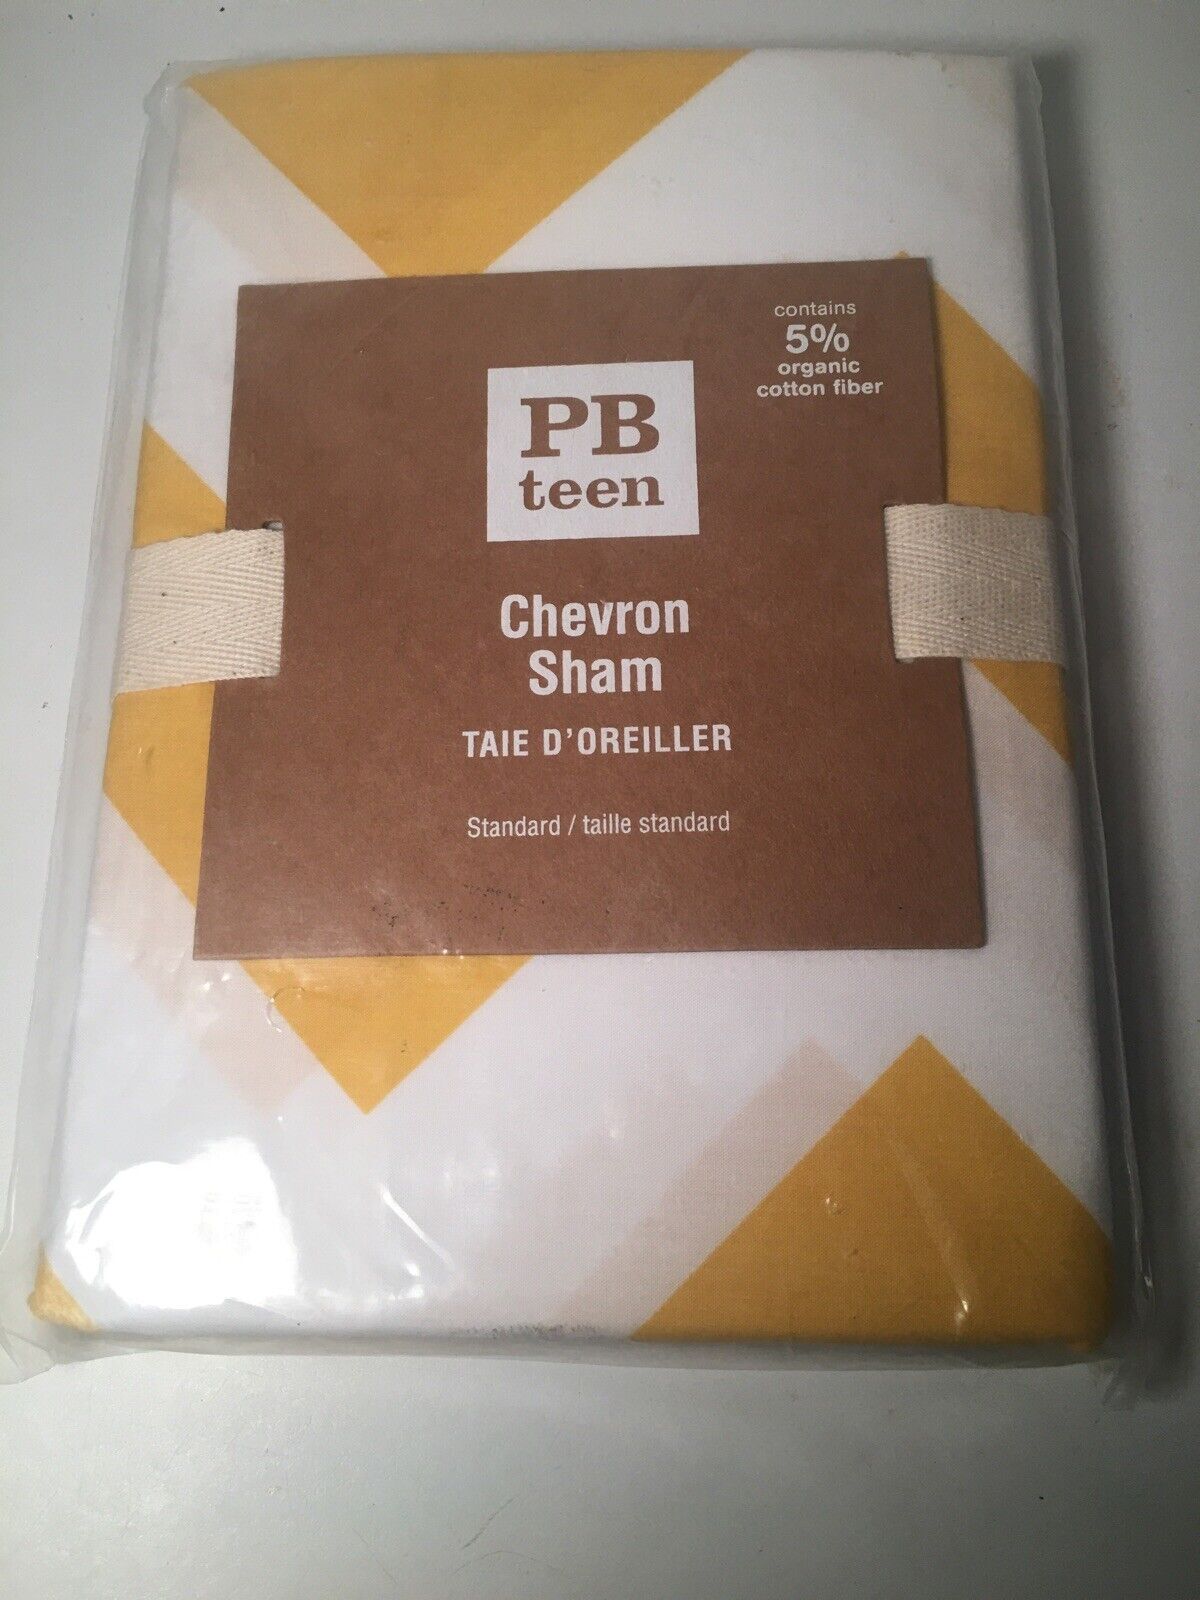 contains
5%
organic
cotton fiber
PB
teen
Chevron
Sham
TAIE D'OREILLER
Standard / taille standard